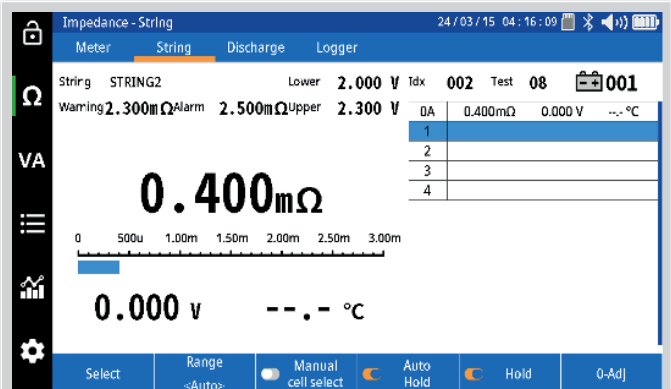 Impedance - String 24/03/15 04:16:09
Meter String Discharge Logger
String STRING2 Lower 2.000 V Idx 002 Test 08 001
Warning 2.300mΩ Alarm 2.500mΩ Upper 2.300 V
0A 0.400mΩ 0.000 V --.- °C
1
2
3
4
Ω
VA
0.400mΩ
0 500u 1.00m 1.50m 2.00m 2.50m 3.00m
0.000 V --.- °C
Select
Range
<Auto>
Manual
cell select
Auto
Hold
Hold
0-Adj